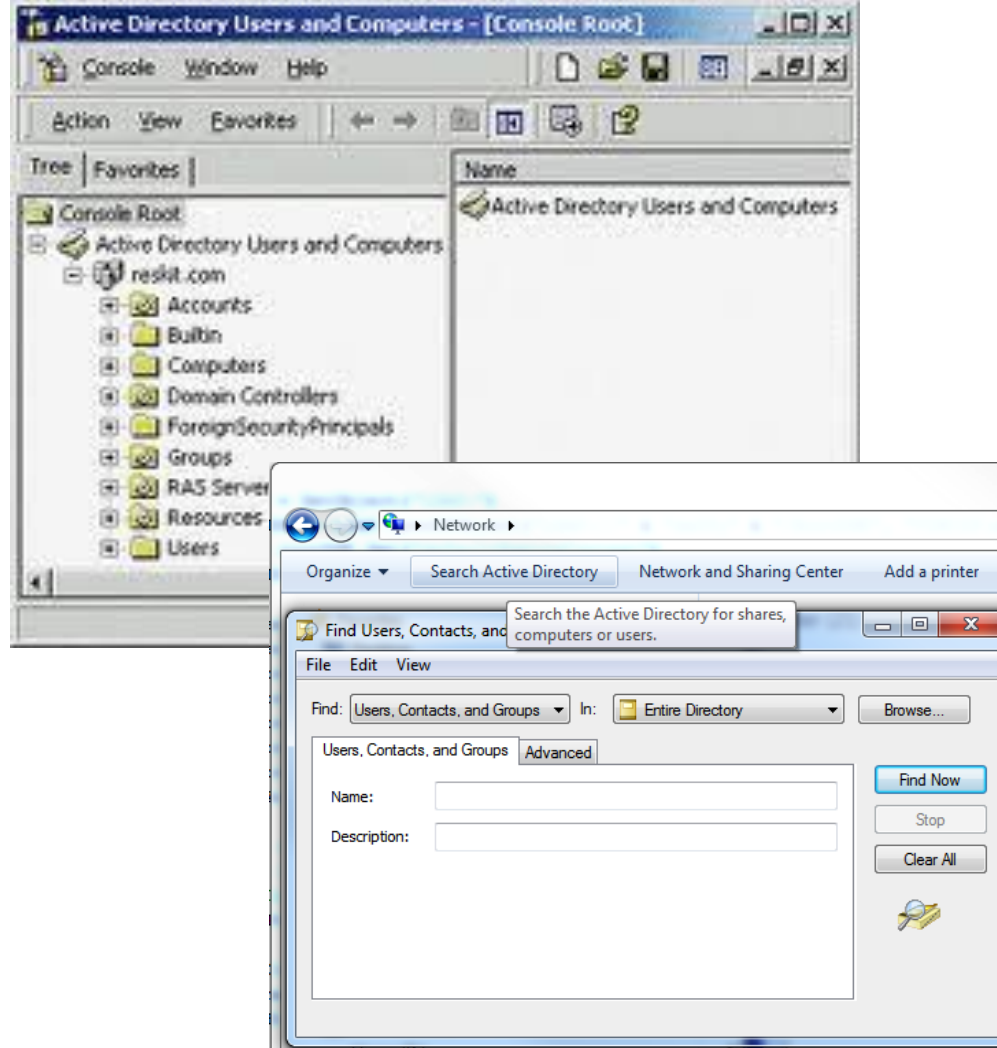 Active Directory Users and Computers - [Console Root]
Console Window Help
Action View Favorites
Tree Favorites
Name
Console Root
Active Directory Users and Computers
Active Directory Users and Computers
reskit.com
Accounts
Builtin
Computers
Domain Controllers
ForeignSecurityPrincipals
Groups
RAS Server
Resources
Users
Network
Organize Search Active Directory Network and Sharing Center Add a printer
Search the Active Directory for shares,
computers or users.
Find Users, Contacts, and
File Edit View
Find: Users, Contacts, and Groups In: Entire Directory Browse...
Users, Contacts, and Groups Advanced
Find Now
Name:
Stop
Description:
Clear All